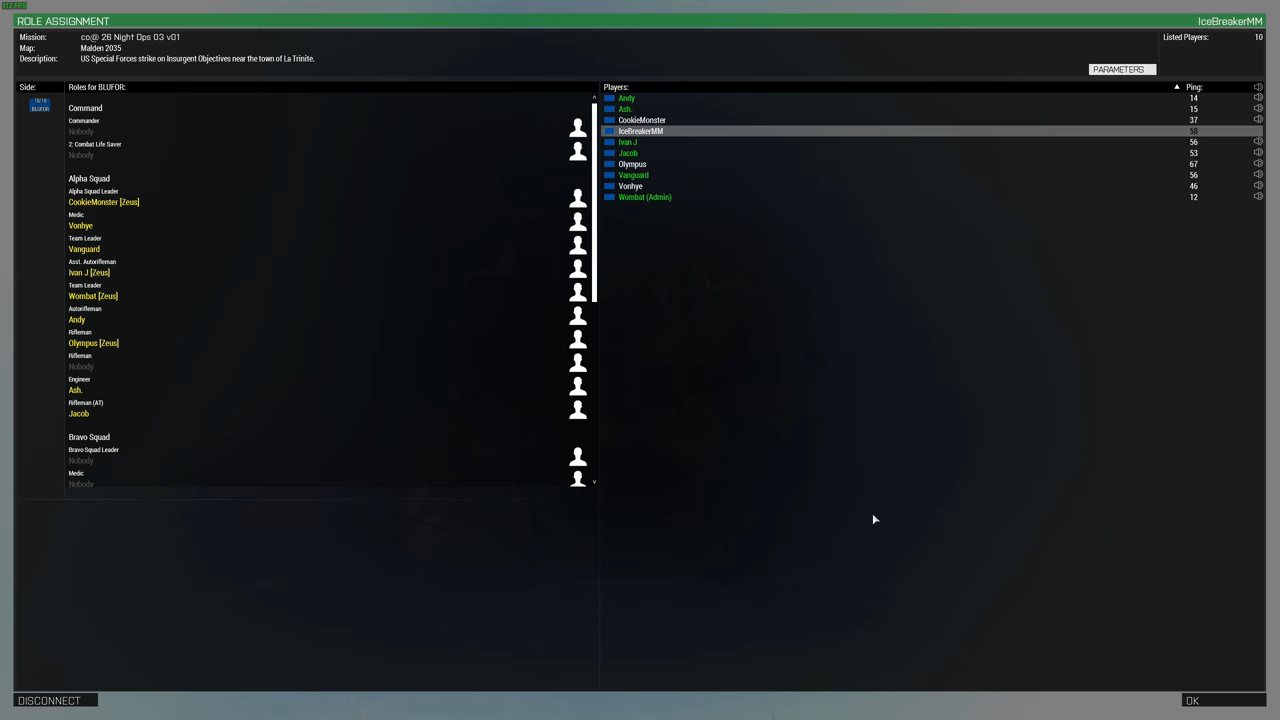 112 FPS
ROLE ASSIGNMENT
IceBreakerMM
Mission: co@ 26 Night Ops 03 v01
Map: Malden 2035
Description: US Special Forces strike on Insurgent Objectives near the town of La Trinite.
Listed Players: 10
PARAMETERS
Side:
10/10
BLUFOR
Roles for BLUFOR:
Command
Commander
Nobody
2: Combat Life Saver
Nobody
Alpha Squad
Alpha Squad Leader
CookieMonster [Zeus]
Medic
Vonhye
Team Leader
Vanguard
Asst. Autorifleman
Ivan J [Zeus]
Team Leader
Wombat [Zeus]
Autorifleman
Andy
Rifleman
Olympus [Zeus]
Rifleman
Nobody
Engineer
Ash.
Rifleman (AT)
Jacob
Bravo Squad
Bravo Squad Leader
Nobody
Medic
Nobody
Players: Ping:
Andy 14
Ash. 15
CookieMonster 37
IceBreakerMM 58
Ivan J 56
Jacob 53
Olympus 67
Vanguard 56
Vonhye 46
Wombat (Admin) 12
DISCONNECT
OK